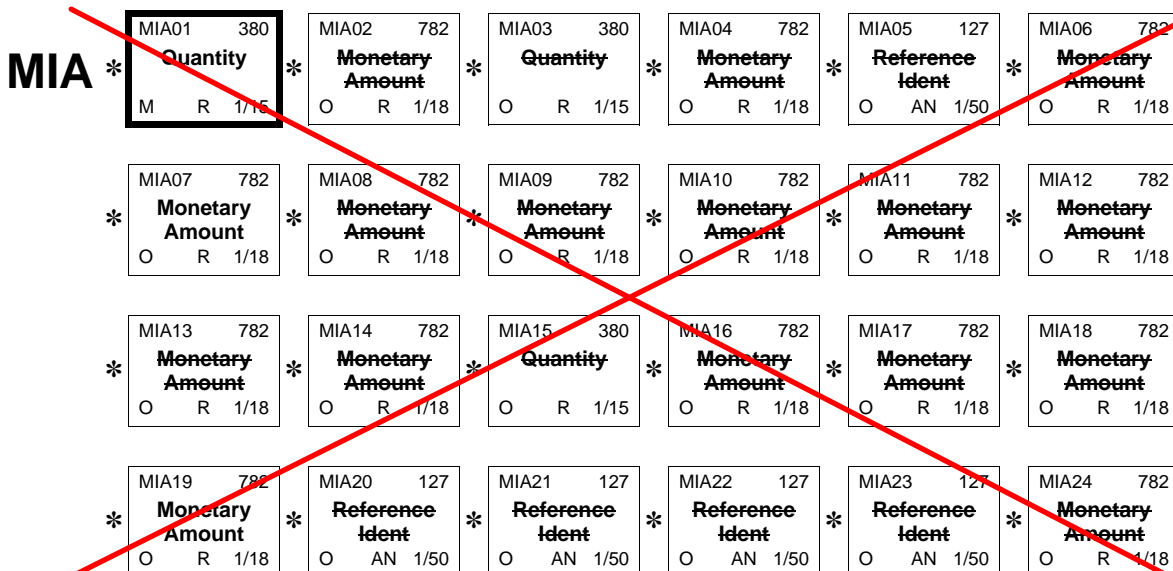 MIA01 380 MIA02 782 MIA03 380 MIA04 782 MIA05 127 MIA06 782
MIA * Quantity * Monetary Amount * Quantity * Monetary Amount * Reference Ident * Monetary Amount
M R 1/15 O R 1/18 O R 1/15 O R 1/18 O AN 1/50 O R 1/18
MIA07 782 MIA08 782 MIA09 782 MIA10 782 MIA11 782 MIA12 782
* Monetary Amount * Monetary Amount * Monetary Amount * Monetary Amount * Monetary Amount * Monetary Amount
O R 1/18 O R 1/18 O R 1/18 O R 1/18 O R 1/18 O R 1/18
MIA13 782 MIA14 782 MIA15 380 MIA16 782 MIA17 782 MIA18 782
* Monetary Amount * Monetary Amount * Quantity * Monetary Amount * Monetary Amount * Monetary Amount
O R 1/18 O R 1/18 O R 1/15 O R 1/18 O R 1/18 O R 1/18
MIA19 782 MIA20 127 MIA21 127 MIA22 127 MIA23 127 MIA24 782
* Monetary Amount * Reference Ident * Reference Ident * Reference Ident * Reference Ident * Monetary Amount
O R 1/18 O AN 1/50 O AN 1/50 O AN 1/50 O AN 1/50 O R 1/18